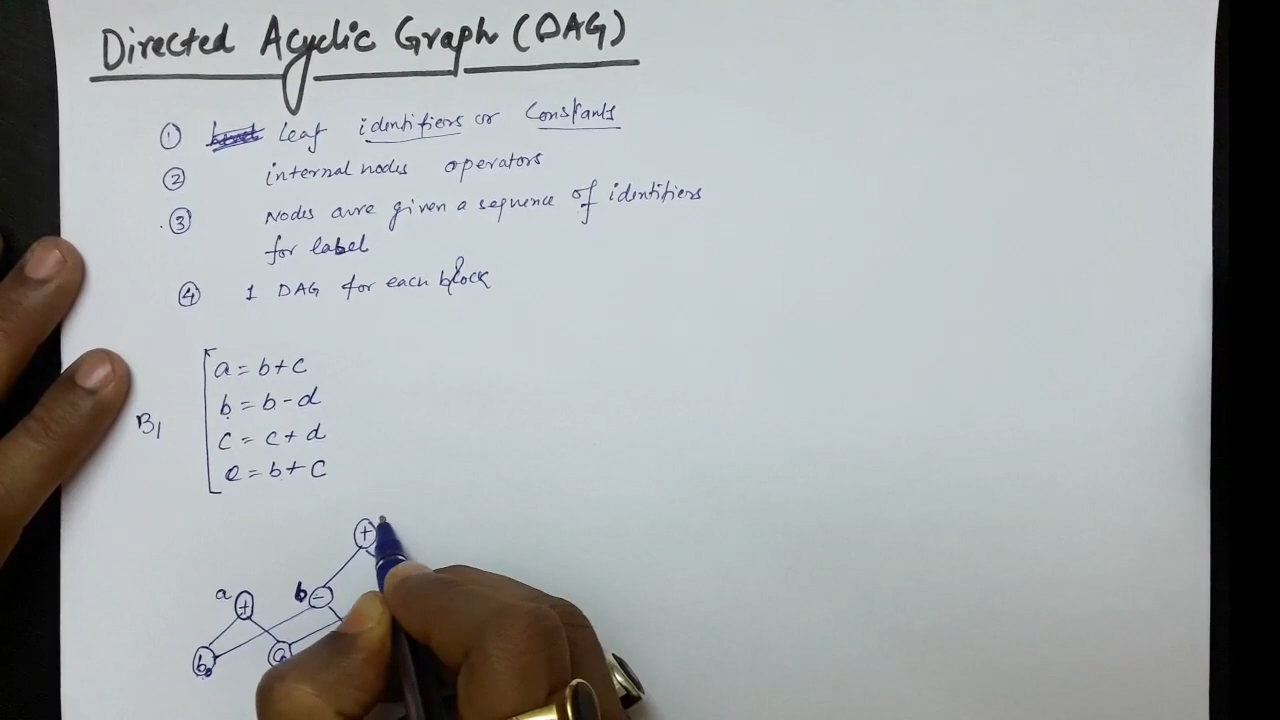 Directed Acyclic Graph (DAG)
① Leaf identifiers or Constants
② internal nodes operators
③ Nodes are given a sequence of identifiers
for label
④ 1 DAG for each block
B1
a = b + c
b = b - d
c = c + d
e = b + c
+
a + b -
b0